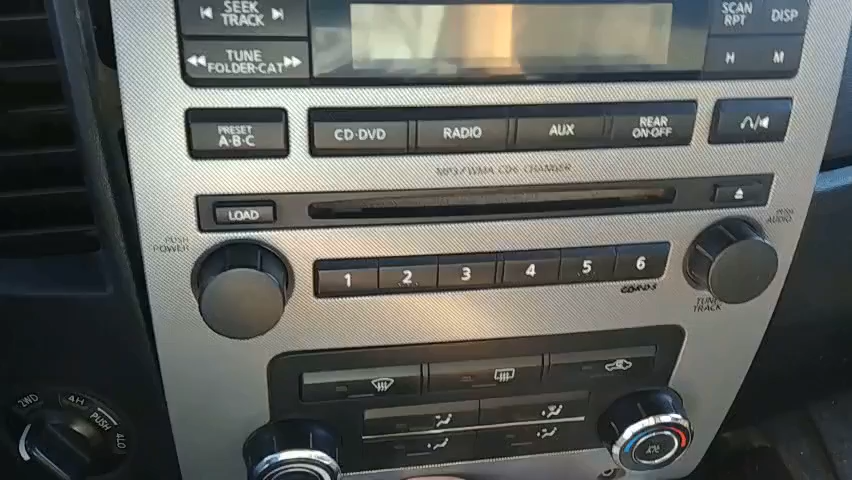 SEEK
TRACK
SCAN
RPT
DISP
TUNE
FOLDER·CAT
H
M
PRESET
A·B·C
CD·DVD
RADIO
AUX
REAR
ON·OFF
MP3/WMA CD6 CHANGER
LOAD
PUSH
POWER
PUSH
AUDIO
1
2
3
4
5
6
TUNE
TRACK
2WD
4H
PUSH
4LO